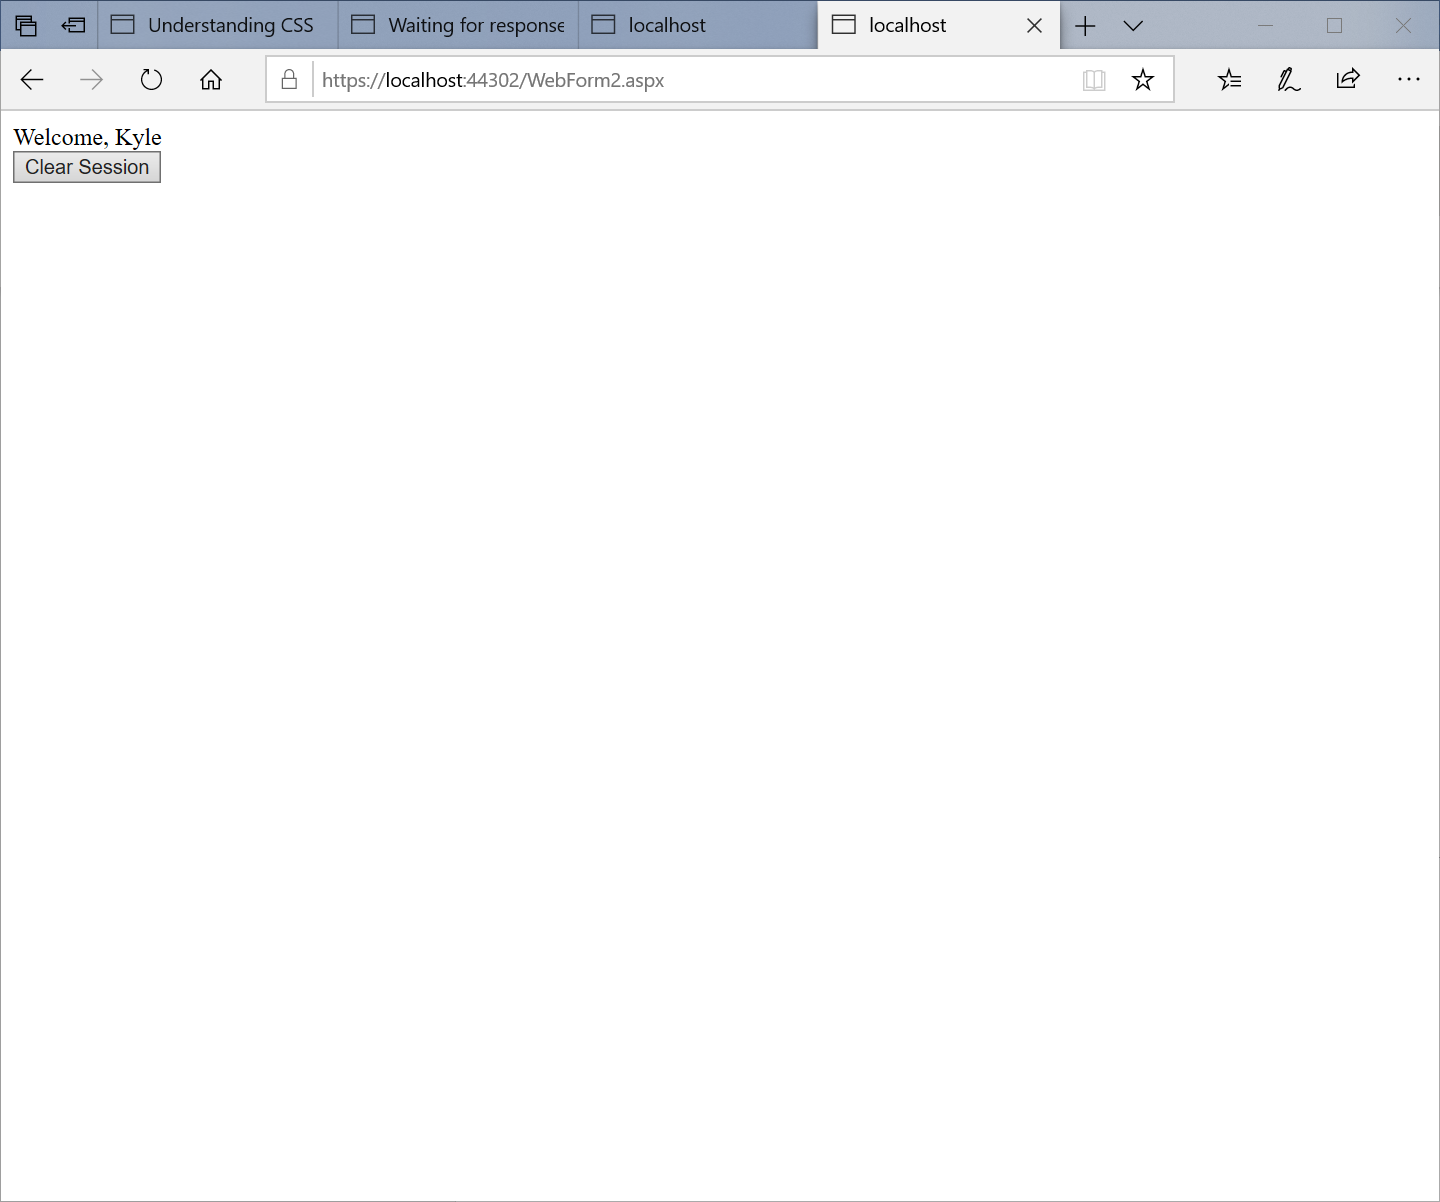 Understanding CSS
Waiting for response
localhost
localhost
https://localhost:44302/WebForm2.aspx
Welcome, Kyle
Clear Session